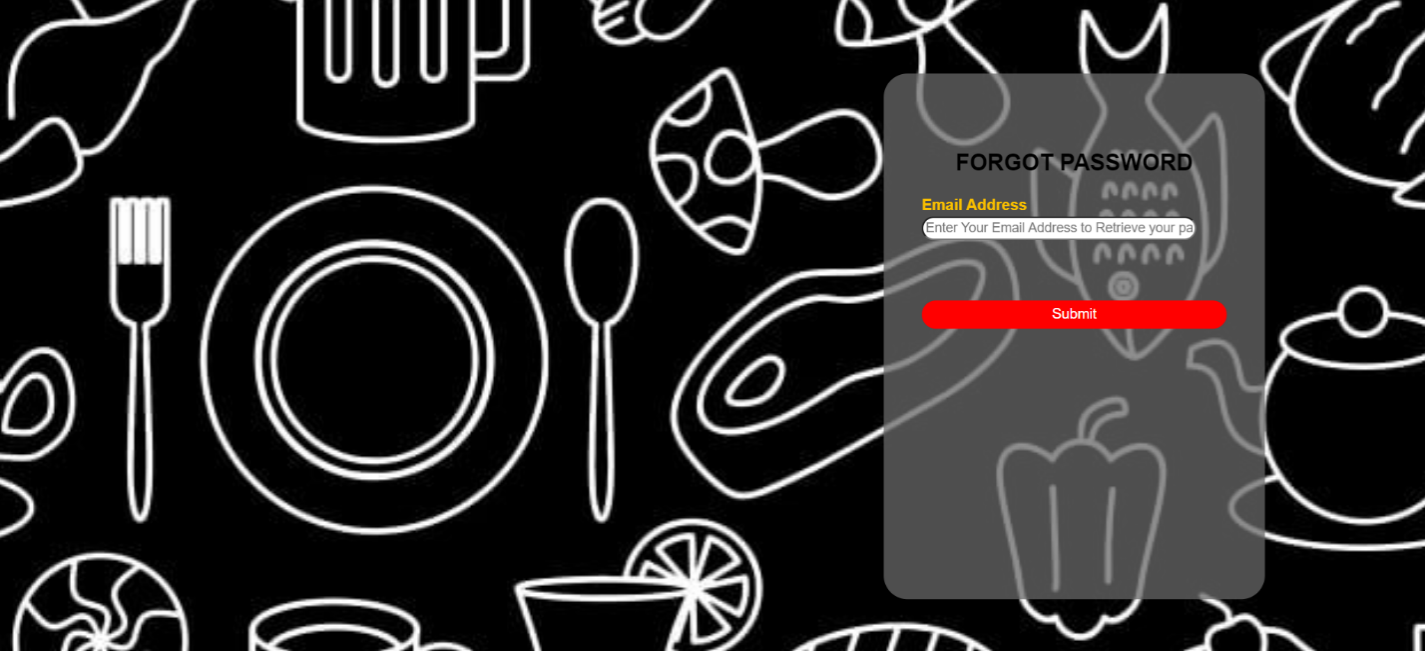 FORGOT PASSWORD
Email Address
Enter Your Email Address to Retrieve your pa
Submit